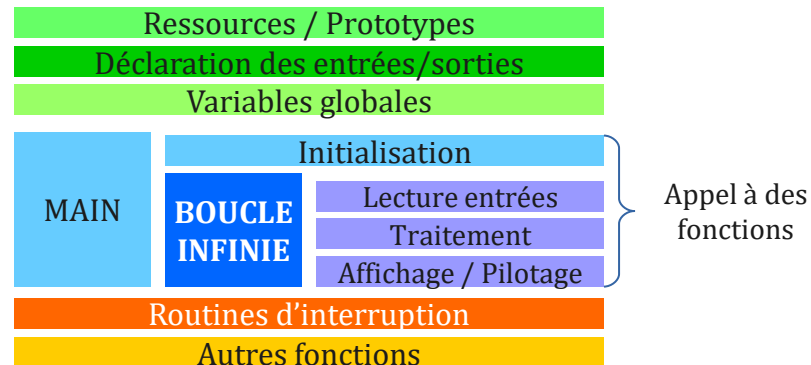 Ressources / Prototypes
Déclaration des entrées/sorties
Variables globales
MAIN
Initialisation
BOUCLE
INFINIE
Lecture entrées
Traitement
Affichage / Pilotage
Appel à des
fonctions
Routines d’interruption
Autres fonctions